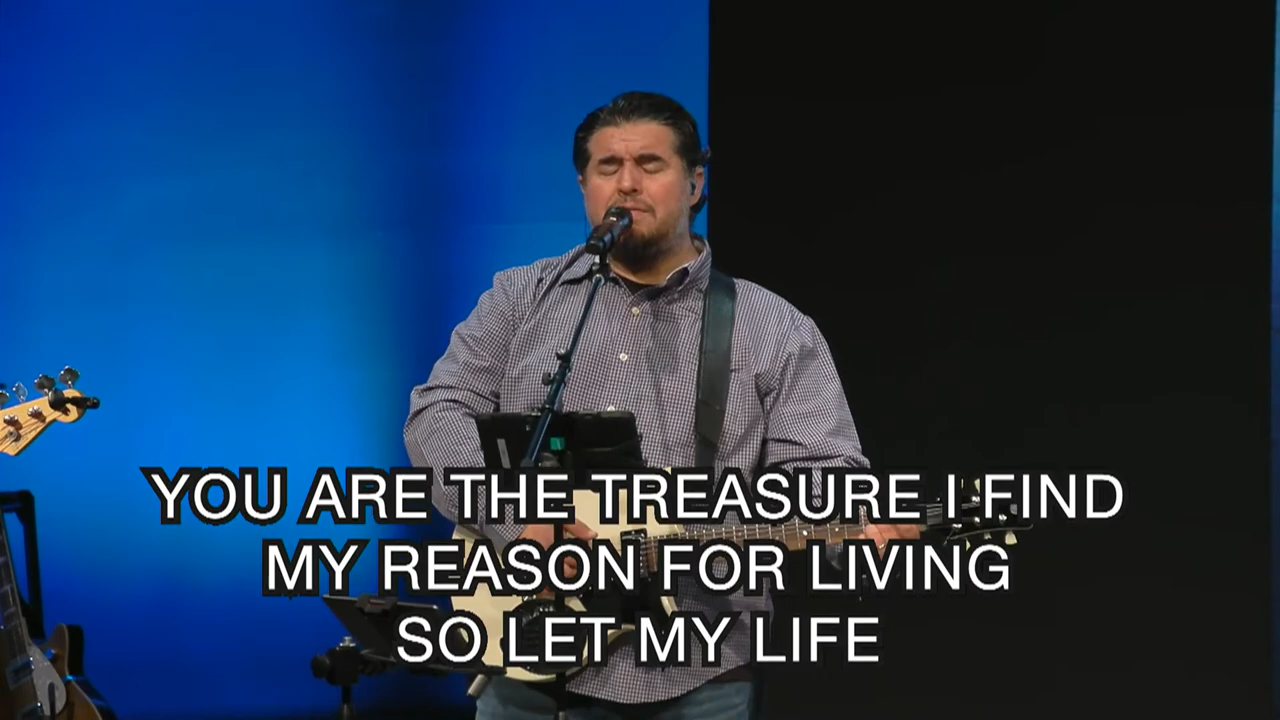 YOU ARE THE TREASURE I FIND
MY REASON FOR LIVING
SO LET MY LIFE